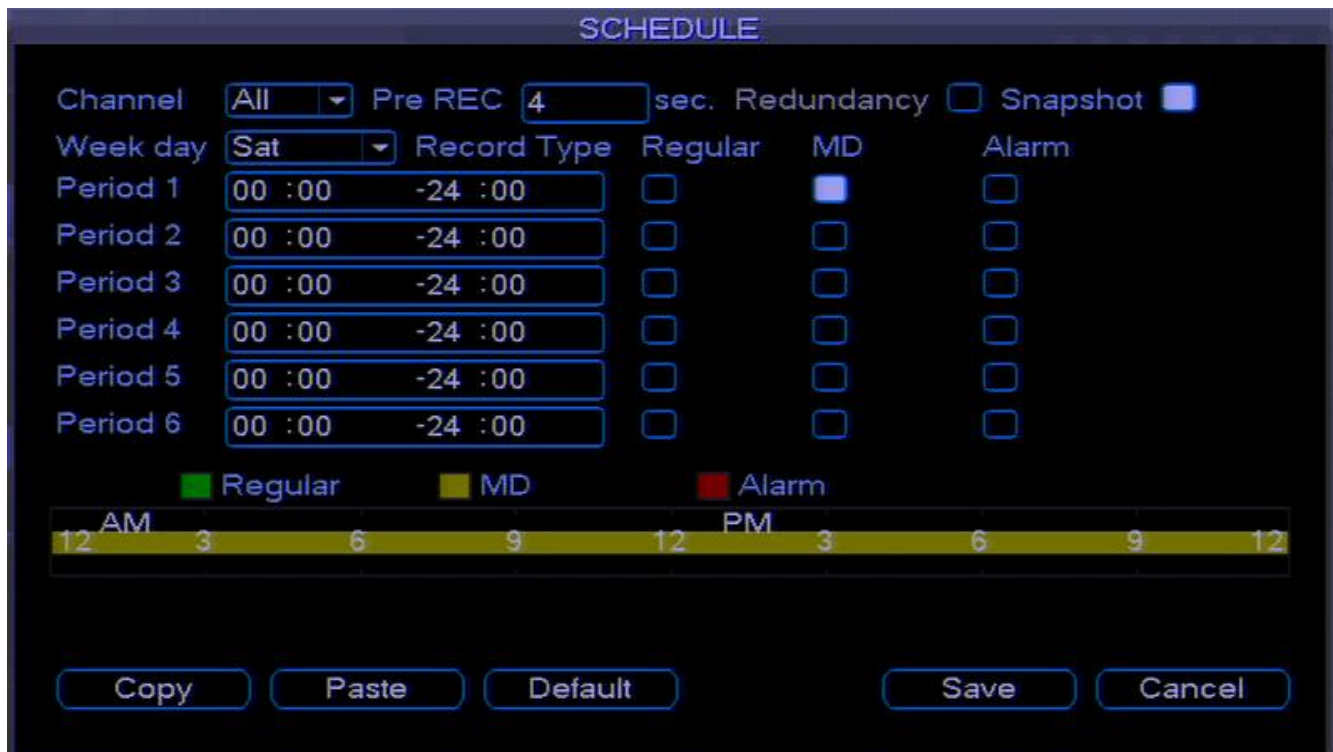 SCHEDULE
Channel All Pre REC 4 sec. Redundancy Snapshot
Week day Sat Record Type Regular MD Alarm
Period 1 00 :00 -24 :00
Period 2 00 :00 -24 :00
Period 3 00 :00 -24 :00
Period 4 00 :00 -24 :00
Period 5 00 :00 -24 :00
Period 6 00 :00 -24 :00
Regular MD Alarm
AM PM
12 3 6 9 12 3 6 9 12
Copy Paste Default Save Cancel